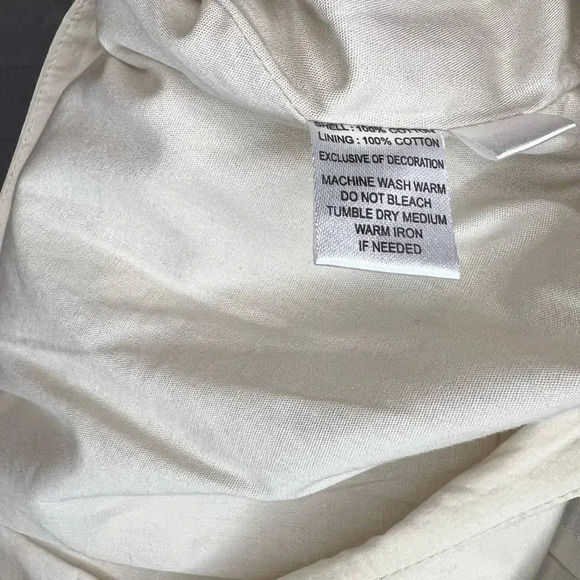 SHELL : 100% COTTON
LINING : 100% COTTON
EXCLUSIVE OF DECORATION
MACHINE WASH WARM
DO NOT BLEACH
TUMBLE DRY MEDIUM
WARM IRON
IF NEEDED